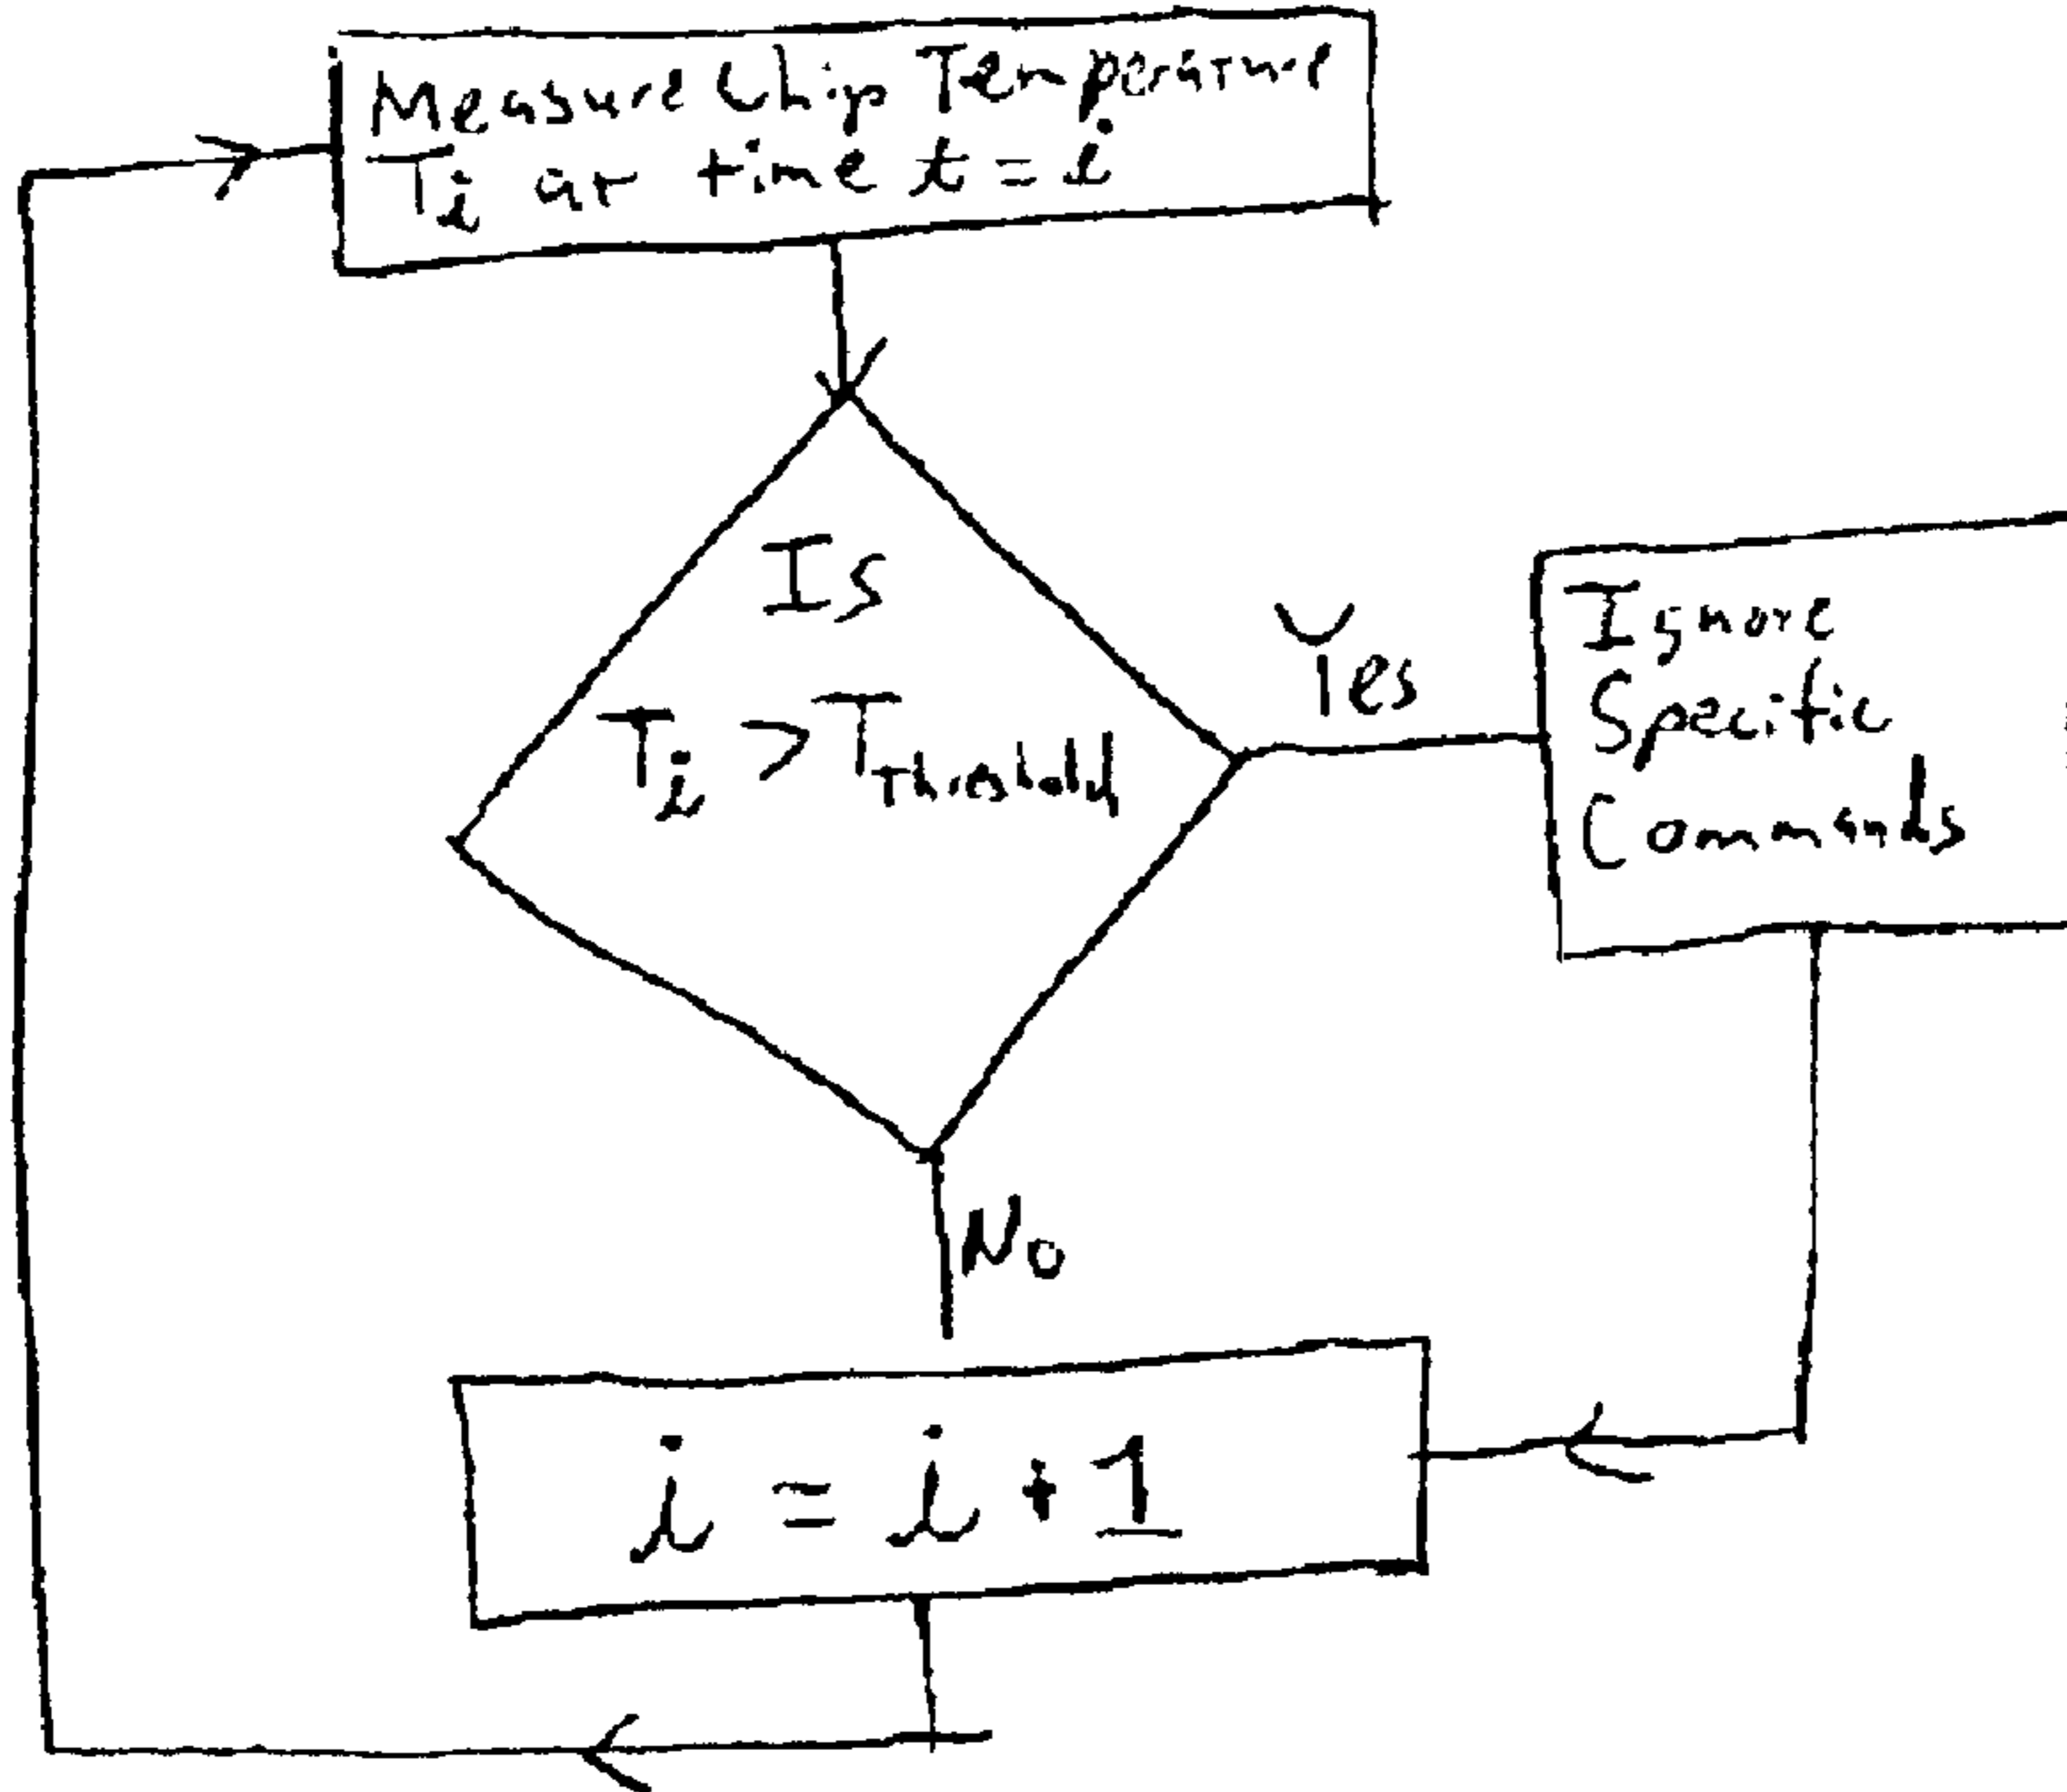 Measure Chip Temperature
Ti at time t = i
Is
Ti > TThreshold
Yes
Ignore
Specific
Commands
No
i = i + 1